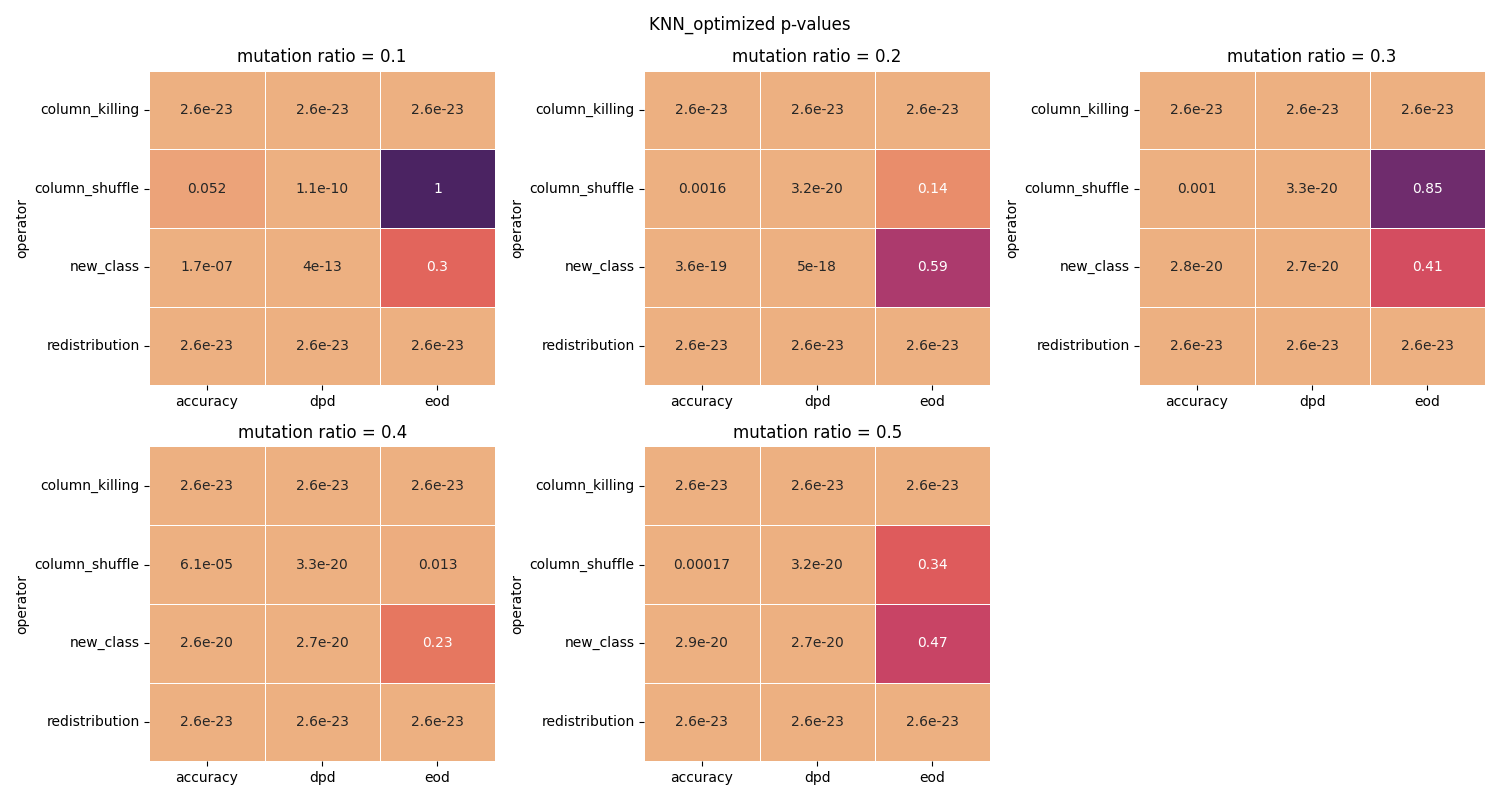 KNN_optimized p-values
mutation ratio = 0.1
column_killing 2.6e-23 2.6e-23 2.6e-23
column_shuffle 0.052 1.1e-10 1
new_class 1.7e-07 4e-13 0.3
redistribution 2.6e-23 2.6e-23 2.6e-23
operator
accuracy dpd eod
mutation ratio = 0.2
column_killing 2.6e-23 2.6e-23 2.6e-23
column_shuffle 0.0016 3.2e-20 0.14
new_class 3.6e-19 5e-18 0.59
redistribution 2.6e-23 2.6e-23 2.6e-23
operator
accuracy dpd eod
mutation ratio = 0.3
column_killing 2.6e-23 2.6e-23 2.6e-23
column_shuffle 0.001 3.3e-20 0.85
new_class 2.8e-20 2.7e-20 0.41
redistribution 2.6e-23 2.6e-23 2.6e-23
operator
accuracy dpd eod
mutation ratio = 0.4
column_killing 2.6e-23 2.6e-23 2.6e-23
column_shuffle 6.1e-05 3.3e-20 0.013
new_class 2.6e-20 2.7e-20 0.23
redistribution 2.6e-23 2.6e-23 2.6e-23
operator
accuracy dpd eod
mutation ratio = 0.5
column_killing 2.6e-23 2.6e-23 2.6e-23
column_shuffle 0.00017 3.2e-20 0.34
new_class 2.9e-20 2.7e-20 0.47
redistribution 2.6e-23 2.6e-23 2.6e-23
operator
accuracy dpd eod